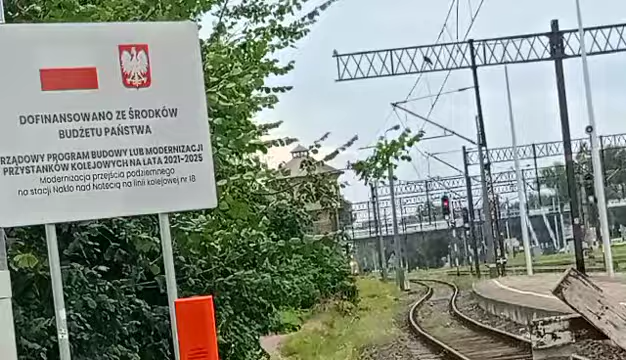 DOFINANSOWANO ZE ŚRODKÓW
BUDŻETU PAŃSTWA
RZĄDOWY PROGRAM BUDOWY LUB MODERNIZACJI
PRZYSTANKÓW KOLEJOWYCH NA LATA 2021-2025
Modernizacja przejścia podziemnego
na stacji Nakło nad Notecią na linii kolejowej nr 18